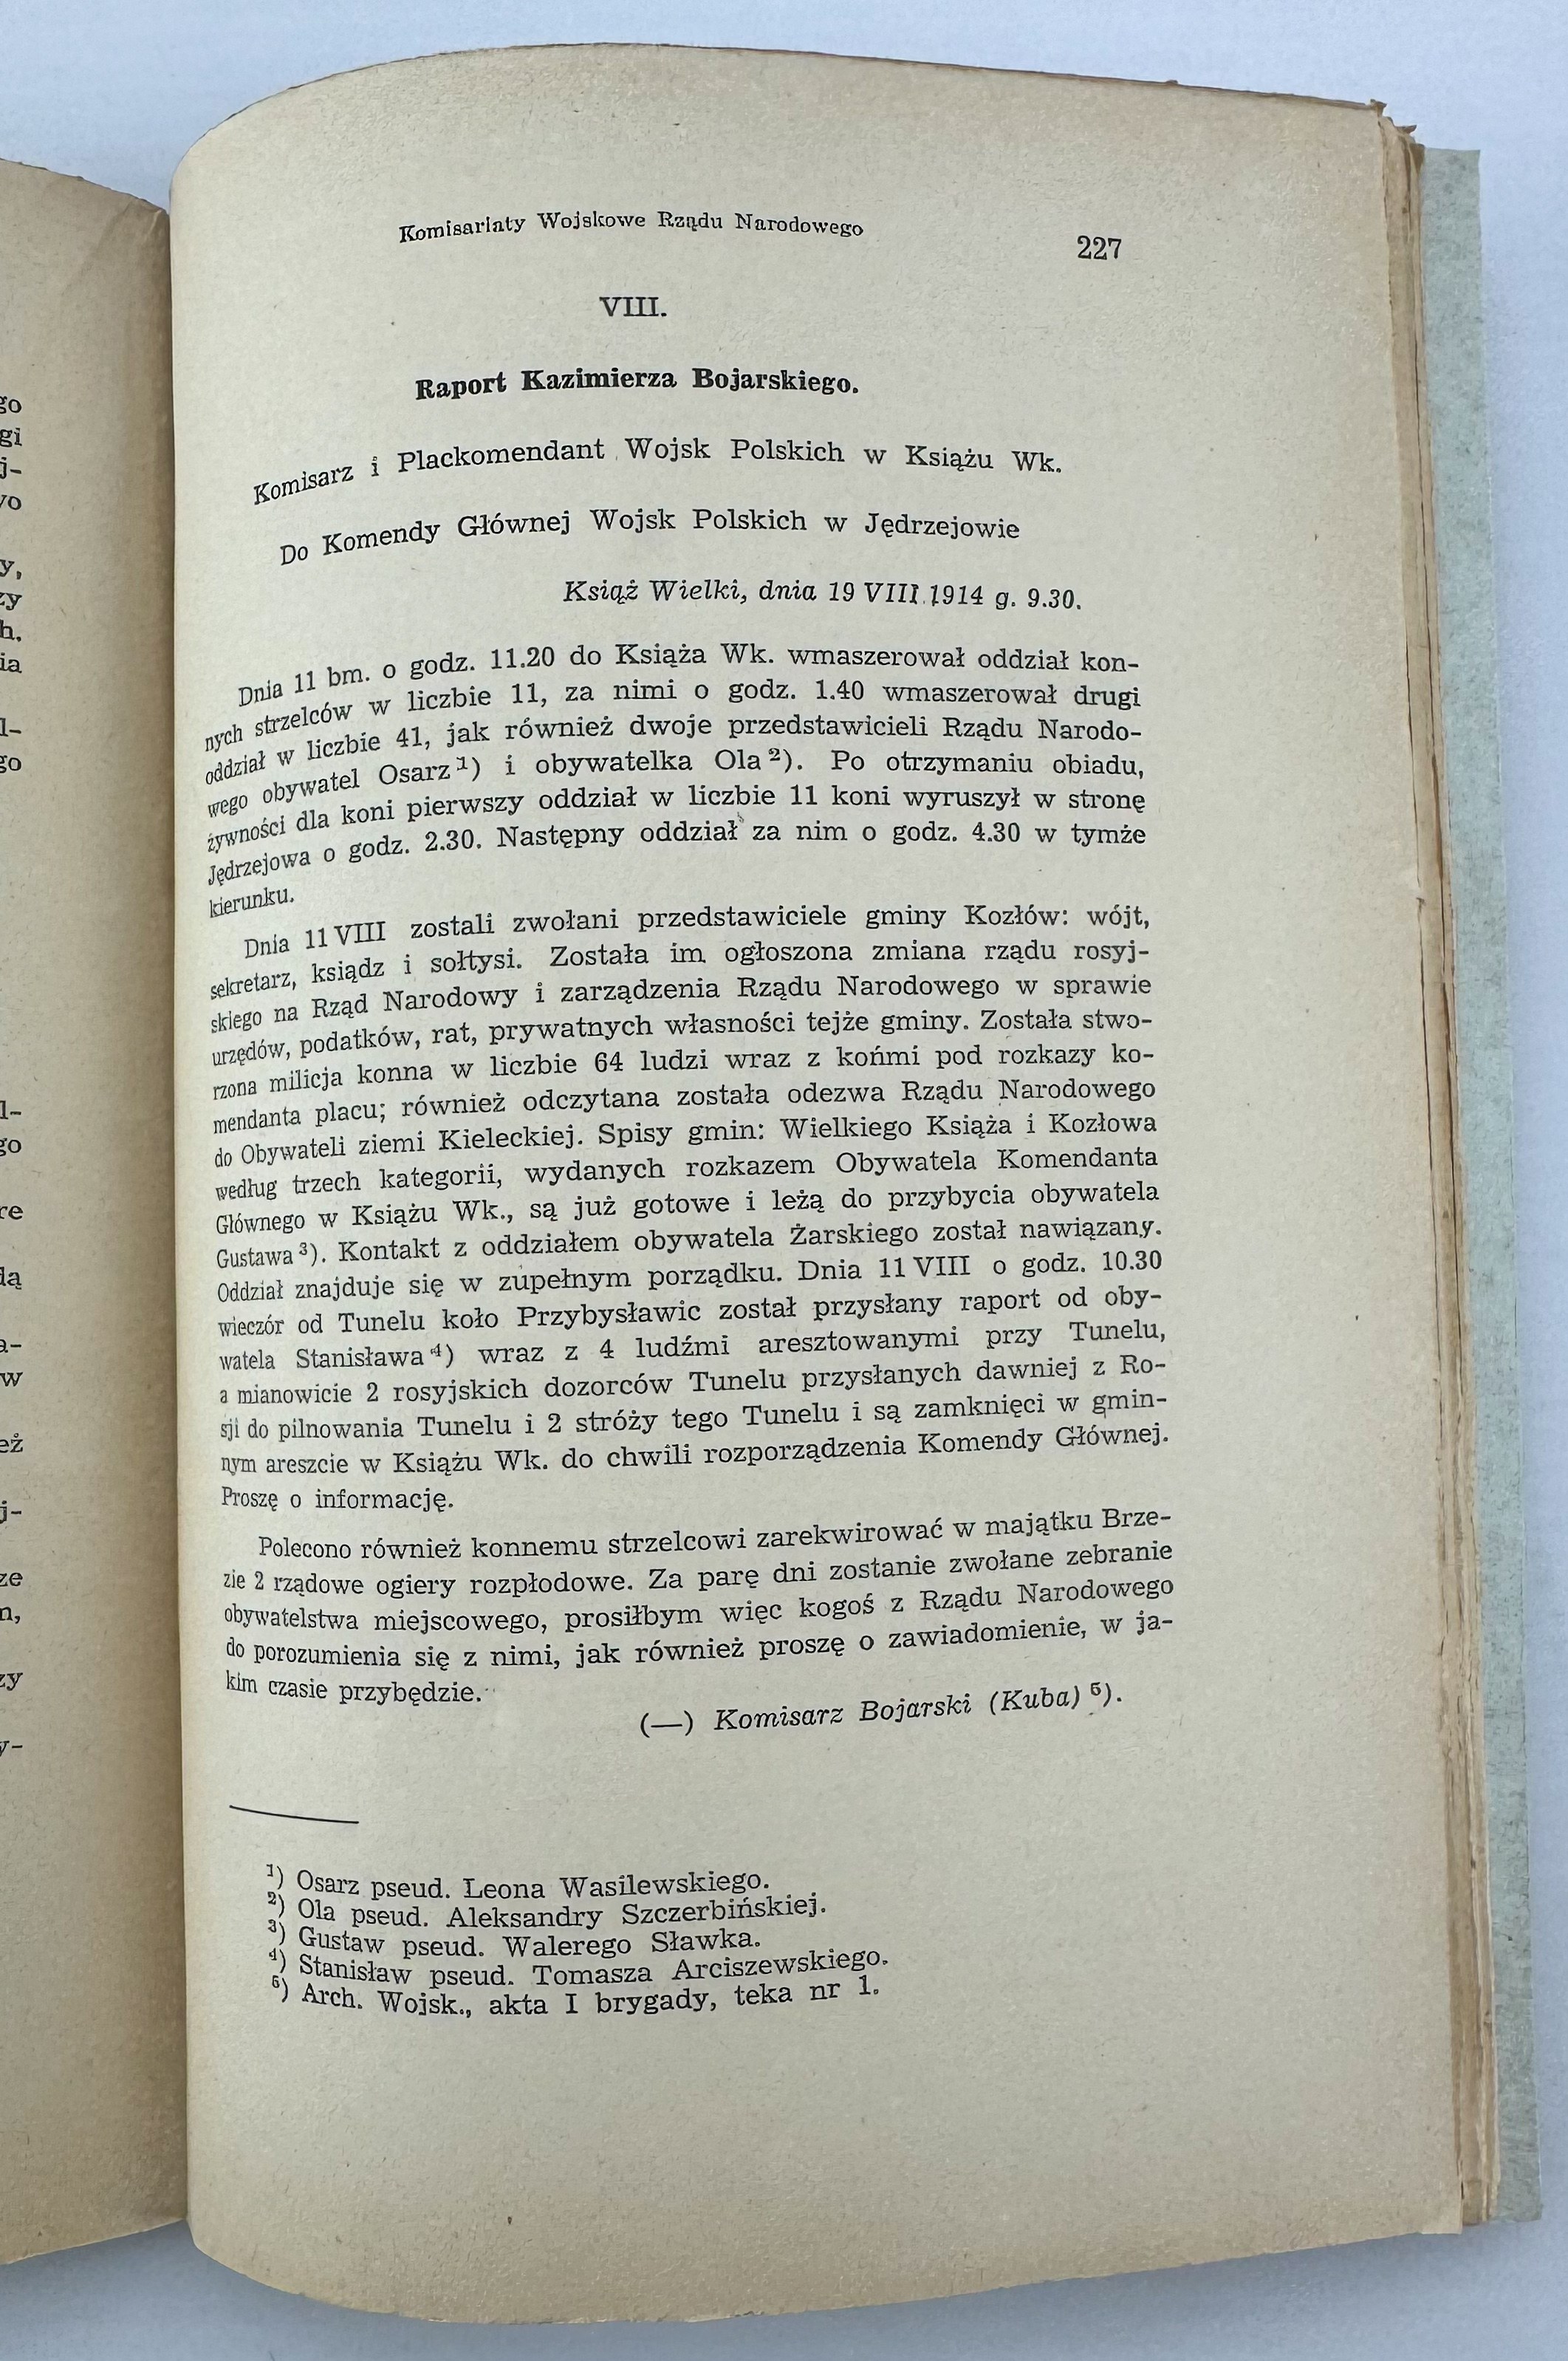 Komisariaty Wojskowe Rządu Narodowego
227
VIII.
Raport Kazimierza Bojarskiego.
Komisarz i Plackomendant Wojsk Polskich w Książu Wk.
Do Komendy Głównej Wojsk Polskich w Jędrzejowie
Książ Wielki, dnia 19 VIII 1914 g. 9.30.
Dnia 11 bm. o godz. 11.20 do Książa Wk. wmaszerował oddział kon-
nych strzelców w liczbie 11, za nimi o godz. 1.40 wmaszerował drugi
oddział w liczbie 41, jak również dwoje przedstawicieli Rządu Narodo-
wego obywatel Osarz ¹) i obywatelka Ola ²). Po otrzymaniu obiadu,
żywności dla koni pierwszy oddział w liczbie 11 koni wyruszył w stronę
Jędrzejowa o godz. 2.30. Następny oddział za nim o godz. 4.30 w tymże
kierunku.
Dnia 11 VIII zostali zwołani przedstawiciele gminy Kozłów: wójt,
sekretarz, ksiądz i sołtysi. Została im ogłoszona zmiana rządu rosyj-
skiego na Rząd Narodowy i zarządzenia Rządu Narodowego w sprawie
urzędów, podatków, rat, prywatnych własności tejże gminy. Została stwo-
rzona milicja konna w liczbie 64 ludzi wraz z końmi pod rozkazy ko-
mendanta placu; również odczytana została odezwa Rządu Narodowego
do Obywateli ziemi Kieleckiej. Spisy gmin: Wielkiego Książa i Kozłowa
według trzech kategorii, wydanych rozkazem Obywatela Komendanta
Głównego w Książu Wk., są już gotowe i leżą do przybycia obywatela
Gustawa ³). Kontakt z oddziałem obywatela Żarskiego został nawiązany.
Oddział znajduje się w zupełnym porządku. Dnia 11 VIII o godz. 10.30
wieczór od Tunelu koło Przybysławic został przysłany raport od oby-
watela Stanisława ⁴) wraz z 4 ludźmi aresztowanymi przy Tunelu,
a mianowicie 2 rosyjskich dozorców Tunelu przysłanych dawniej z Ro-
sji do pilnowania Tunelu i 2 stróży tego Tunelu i są zamknięci w gmin-
nym areszcie w Książu Wk. do chwili rozporządzenia Komendy Głównej.
Proszę o informację.
Polecono również konnemu strzelcowi zarekwirować w majątku Brze-
zie 2 rządowe ogiery rozpłodowe. Za parę dni zostanie zwołane zebranie
obywatelstwa miejscowego, prosiłbym więc kogoś z Rządu Narodowego
do porozumienia się z nimi, jak również proszę o zawiadomienie, w ja-
kim czasie przybędzie.
(—) Komisarz Bojarski (Kuba) ⁵).
¹) Osarz pseud. Leona Wasilewskiego.
²) Ola pseud. Aleksandry Szczerbińskiej.
³) Gustaw pseud. Walerego Sławka.
⁴) Stanisław pseud. Tomasza Arciszewskiego.
⁵) Arch. Wojsk., akta I brygady, teka nr 1.
go
gi
j-
vo
y,
zy
h.
ia
l-
go
l-
go
re
dą
a-
w
eż
j-
ze
n,
zy
y-